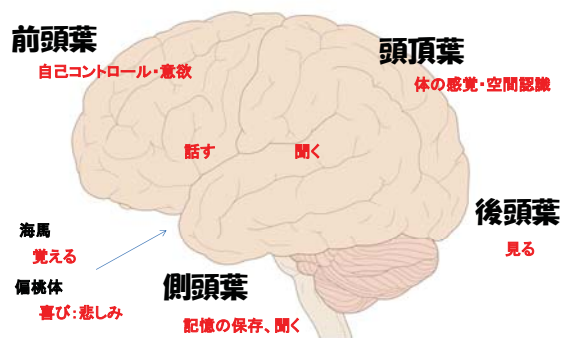 前頭葉
自己コントロール・意欲
頭頂葉
体の感覚・空間認識
話す
聞く
後頭葉
見る
海馬
覚える
偏桃体
喜び：悲しみ
側頭葉
記憶の保存、聞く